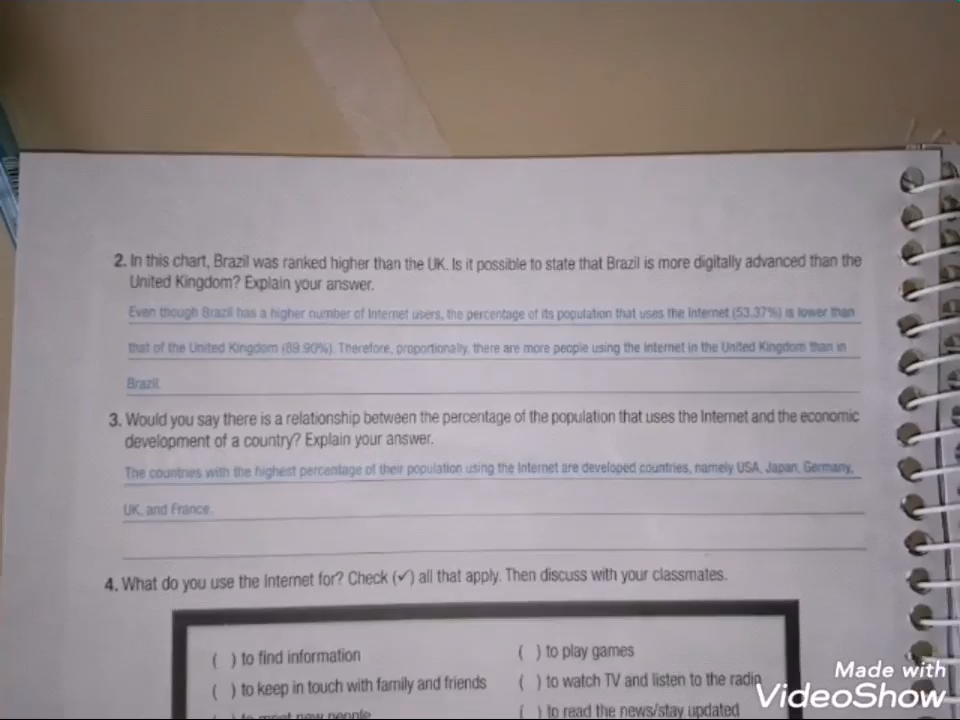 2. In this chart, Brazil was ranked higher than the UK. Is it possible to state that Brazil is more digitally advanced than the
United Kingdom? Explain your answer.
Even though Brazil has a higher number of Internet users, the percentage of its population that uses the Internet (53.37%) is lower than
that of the United Kingdom (89.90%). Therefore, proportionally, there are more people using the Internet in the United Kingdom than in
Brazil.
3. Would you say there is a relationship between the percentage of the population that uses the Internet and the economic
development of a country? Explain your answer.
The countries with the highest percentage of their population using the Internet are developed countries, namely USA, Japan, Germany,
UK, and France.
4. What do you use the Internet for? Check (✓) all that apply. Then discuss with your classmates.
( ) to find information
( ) to play games
( ) to keep in touch with family and friends
( ) to watch TV and listen to the radio
( ) to meet new people
( ) to read the news/stay updated
Made with
VideoShow